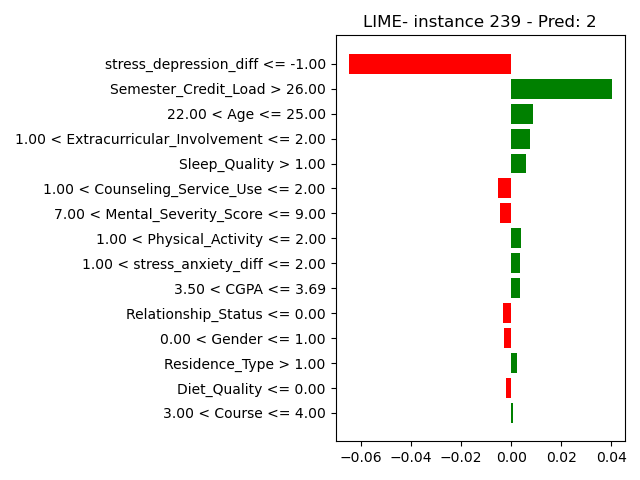 LIME- instance 239 - Pred: 2
stress_depression_diff <= -1.00
Semester_Credit_Load > 26.00
22.00 < Age <= 25.00
1.00 < Extracurricular_Involvement <= 2.00
Sleep_Quality > 1.00
1.00 < Counseling_Service_Use <= 2.00
7.00 < Mental_Severity_Score <= 9.00
1.00 < Physical_Activity <= 2.00
1.00 < stress_anxiety_diff <= 2.00
3.50 < CGPA <= 3.69
Relationship_Status <= 0.00
0.00 < Gender <= 1.00
Residence_Type > 1.00
Diet_Quality <= 0.00
3.00 < Course <= 4.00
−0.06 −0.04 −0.02 0.00 0.02 0.04